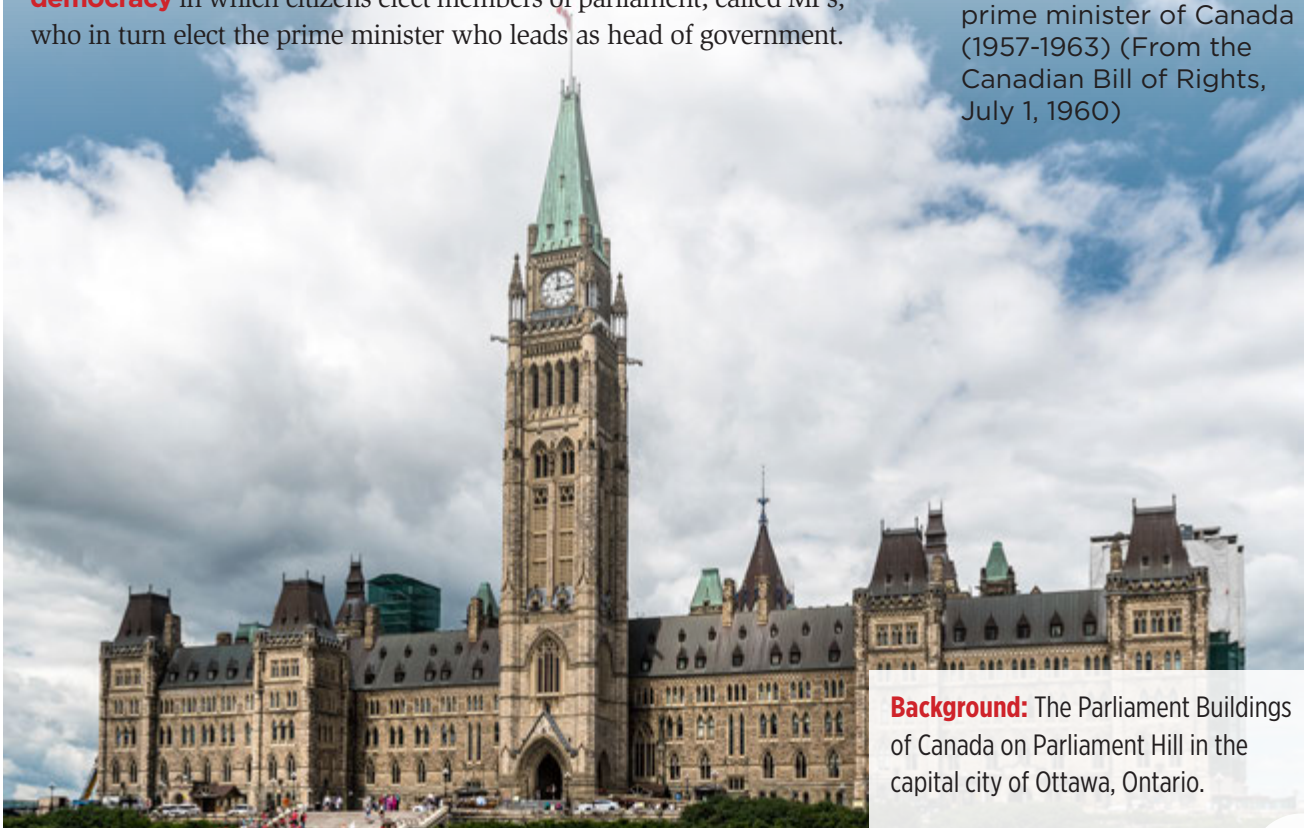 democracy in which citizens elect members of parliament, called MPs,
who in turn elect the prime minister who leads as head of government.
prime minister of Canada
(1957-1963) (From the
Canadian Bill of Rights,
July 1, 1960)
Background: The Parliament Buildings
of Canada on Parliament Hill in the
capital city of Ottawa, Ontario.